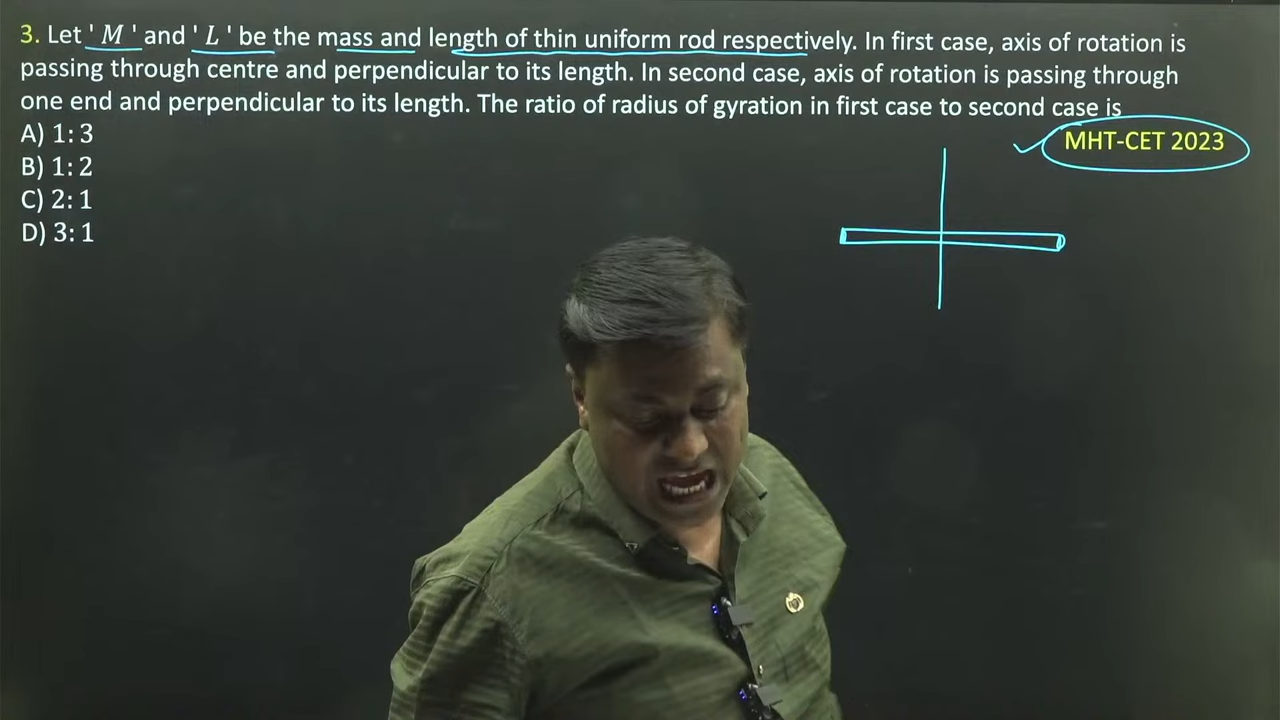 3. Let ' M ' and ' L ' be the mass and length of thin uniform rod respectively. In first case, axis of rotation is
passing through centre and perpendicular to its length. In second case, axis of rotation is passing through
one end and perpendicular to its length. The ratio of radius of gyration in first case to second case is
A) 1: 3
MHT-CET 2023
B) 1: 2
C) 2: 1
D) 3: 1